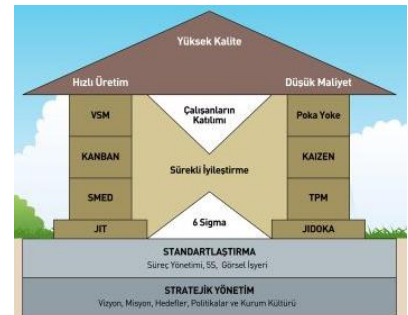 Yüksek Kalite
Hızlı Üretim
Düşük Maliyet
VSM
KANBAN
SMED
JIT
Çalışanların
Katılımı
Sürekli İyileştirme
6 Sigma
Poka Yoke
KAIZEN
TPM
JIDOKA
STANDARTLAŞTIRMA
Süreç Yönetimi, 5S, Görsel İşyeri
STRATEJİK YÖNETİM
Vizyon, Misyon, Hedefler, Politikalar ve Kurum Kültürü